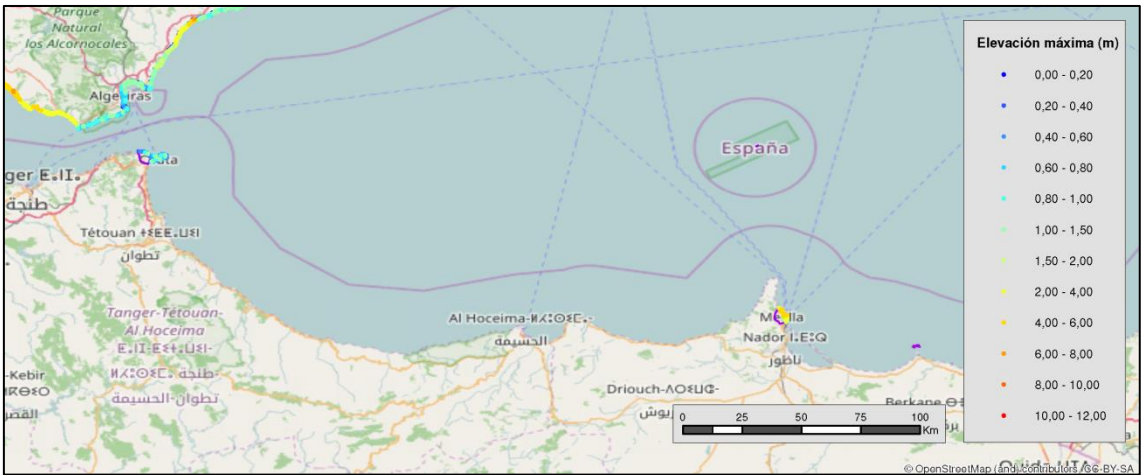 Parque
Natural
los Alcornocales
Algeciras
España
Tétouan ⵜⵉⵟⵟⴰⵡⵉⵏ
تطوان
طنجة
Tanger-Tétouan-
Al Hoceima
طنجة-
تطوان-الحسيمة
-Kebir
القصر
Al Hoceima-
الحسيمة
Melilla
Nador
ناظور
Driouch-
Berkane
Elevación máxima (m)
0,00 - 0,20
0,20 - 0,40
0,40 - 0,60
0,60 - 0,80
0,80 - 1,00
1,00 - 1,50
1,50 - 2,00
2,00 - 4,00
4,00 - 6,00
6,00 - 8,00
8,00 - 10,00
10,00 - 12,00
0 25 50 75 100
Km
© OpenStreetMap (and) contributors, CC-BY-SA